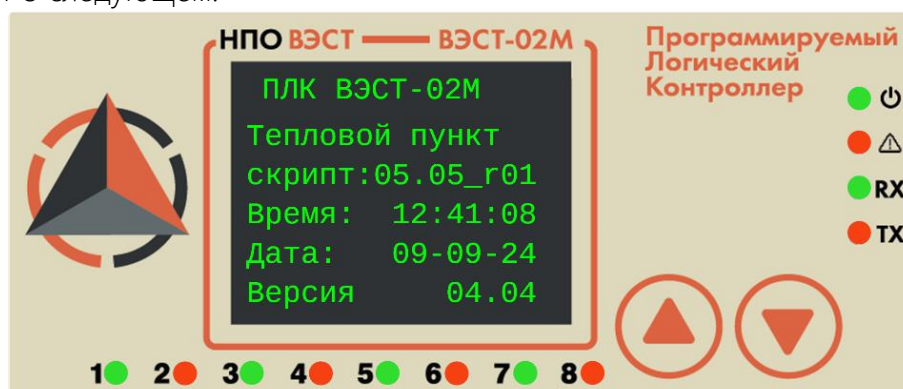 НПО ВЭСТ ВЭСТ-02М
Программируемый
Логический
Контроллер
ПЛК ВЭСТ-02М
Тепловой пункт
скрипт:05.05_r01
Время: 12:41:08
Дата: 09-09-24
Версия 04.04
RX
TX
1 2 3 4 5 6 7 8